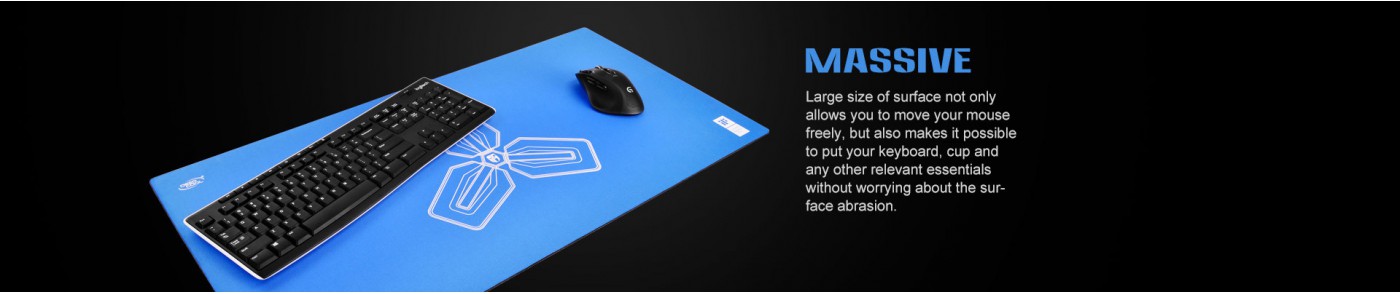 MASSIVE
Large size of surface not only
allows you to move your mouse
freely, but also makes it possible
to put your keyboard, cup and
any other relevant essentials
without worrying about the sur-
face abrasion.
logitech
G